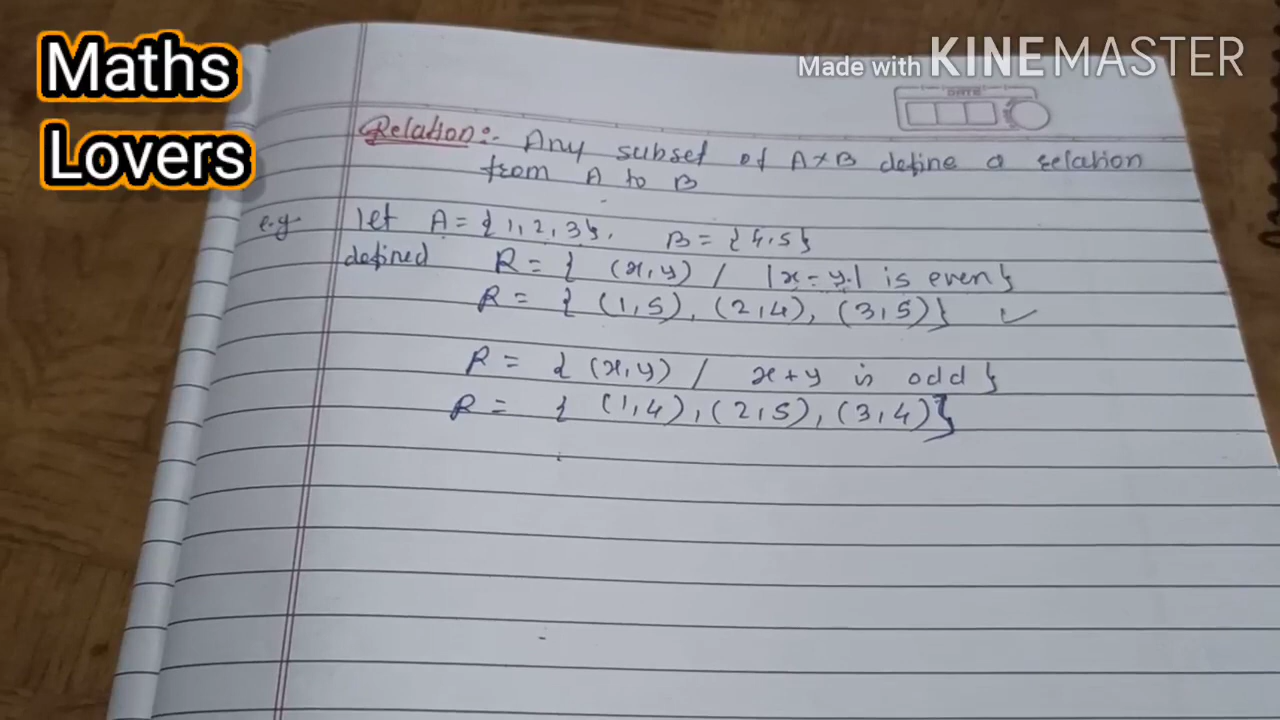 Maths
Lovers
Made with KINEMASTER
DATE
Relation:- Any subset of A×B define a relation
from A to B
e.g. let A = {1, 2, 3}, B = {4, 5}
defined R = { (x, y) / |x - y| is even}
R = { (1, 5), (2, 4), (3, 5)} ✓
R = { (x, y) / x + y is odd }
R = { (1, 4), (2, 5), (3, 4)}